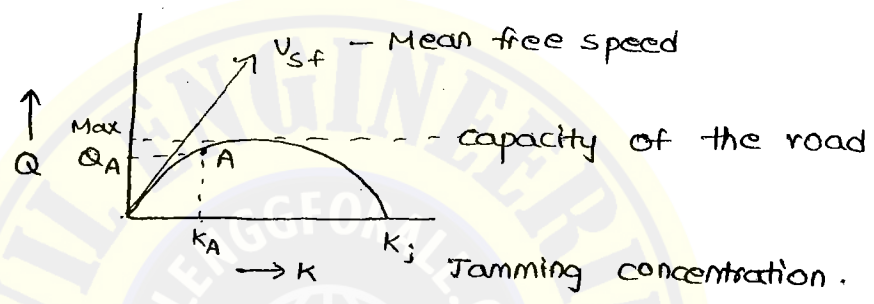 V_sf - Mean free speed
Max
capacity of the road
Q
Q_A
A
K_A
K_j
→ K
Jamming concentration.